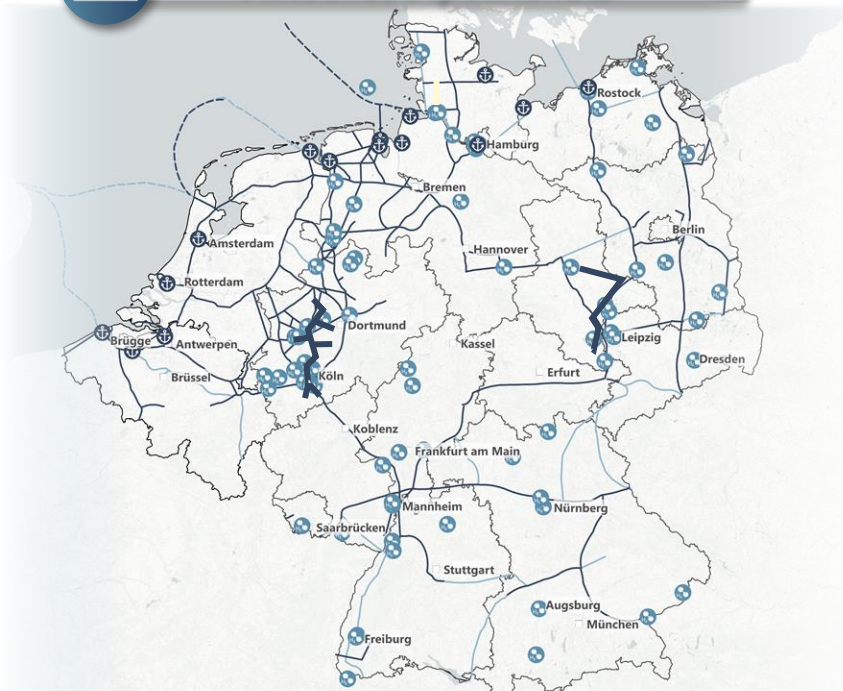 Rostock
Hamburg
Bremen
Berlin
Amsterdam
Hannover
Rotterdam
Dortmund
Brügge
Antwerpen
Kassel
Leipzig
Brüssel
Köln
Erfurt
Dresden
Koblenz
Frankfurt am Main
Mannheim
Nürnberg
Saarbrücken
Stuttgart
Augsburg
München
Freiburg